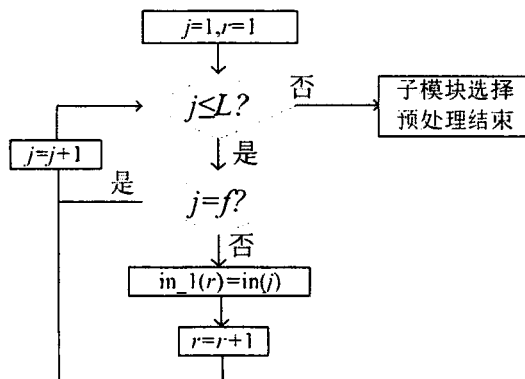 j=1,r=1
j≤L?
否
子模块选择
预处理结束
是
j=j+1
是
j=f?
否
in_1(r)=in(j)
r=r+1